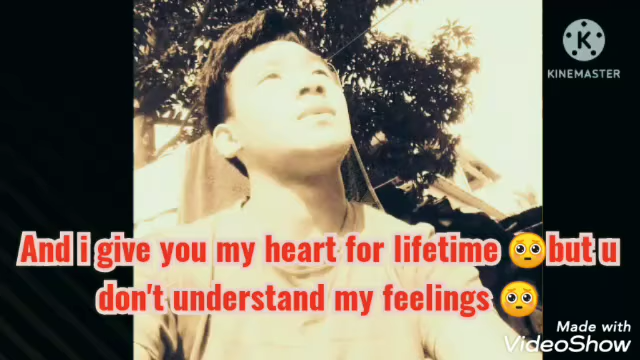 KINEMASTER
And i give you my heart for lifetime 🥺 but u
don't understand my feelings 🥺
Made with
VideoShow